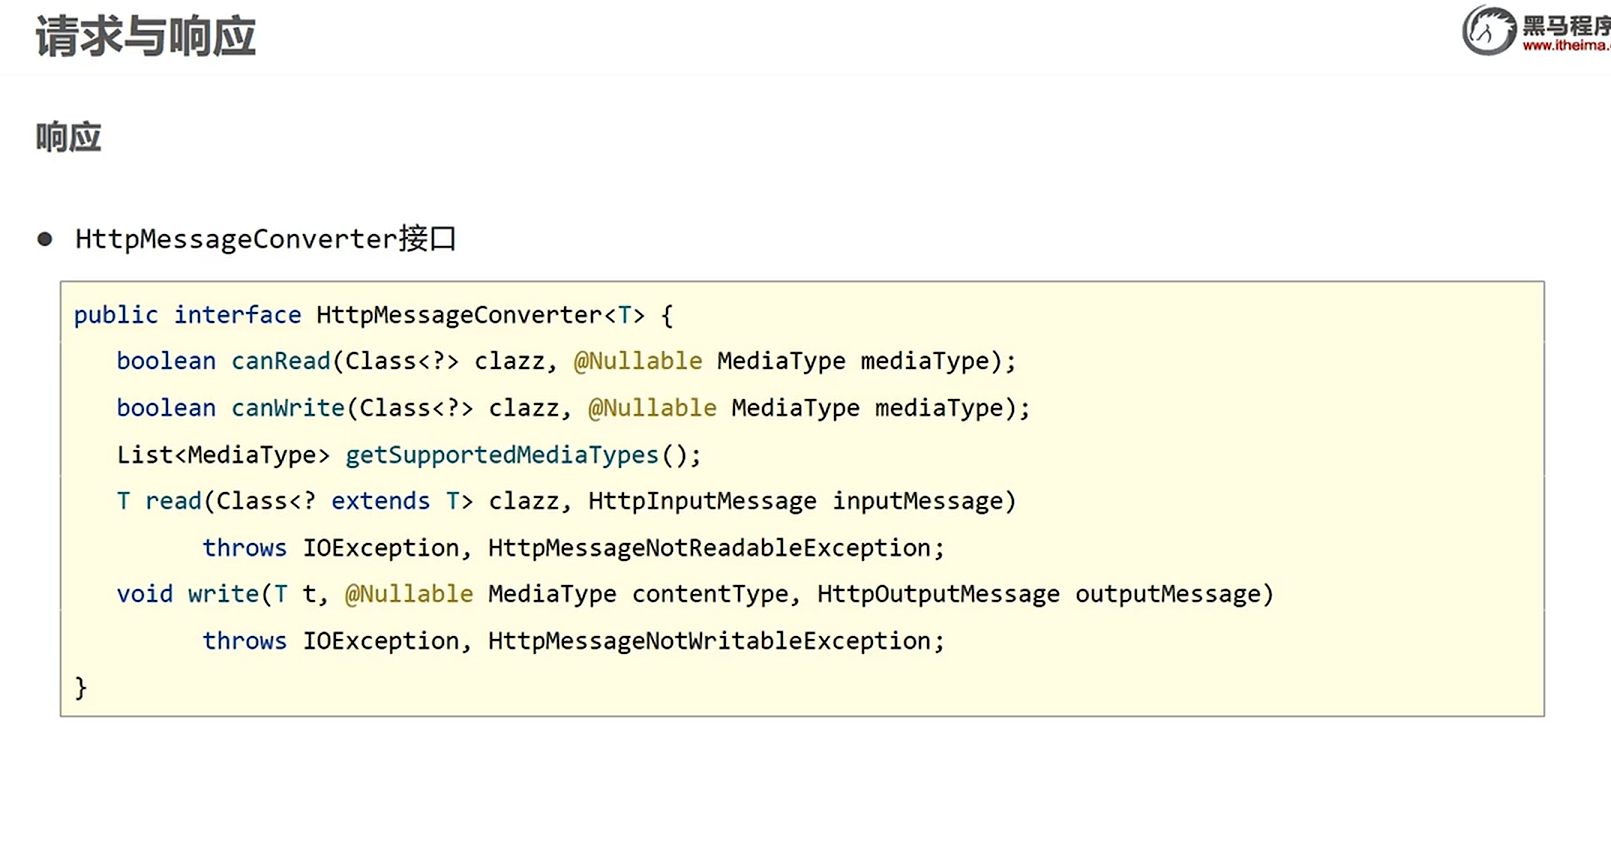 请求与响应
黑马程序
www.itheima.
响应
● HttpMessageConverter接口
public interface HttpMessageConverter<T> {
boolean canRead(Class<?> clazz, @Nullable MediaType mediaType);
boolean canWrite(Class<?> clazz, @Nullable MediaType mediaType);
List<MediaType> getSupportedMediaTypes();
T read(Class<? extends T> clazz, HttpInputMessage inputMessage)
throws IOException, HttpMessageNotReadableException;
void write(T t, @Nullable MediaType contentType, HttpOutputMessage outputMessage)
throws IOException, HttpMessageNotWritableException;
}